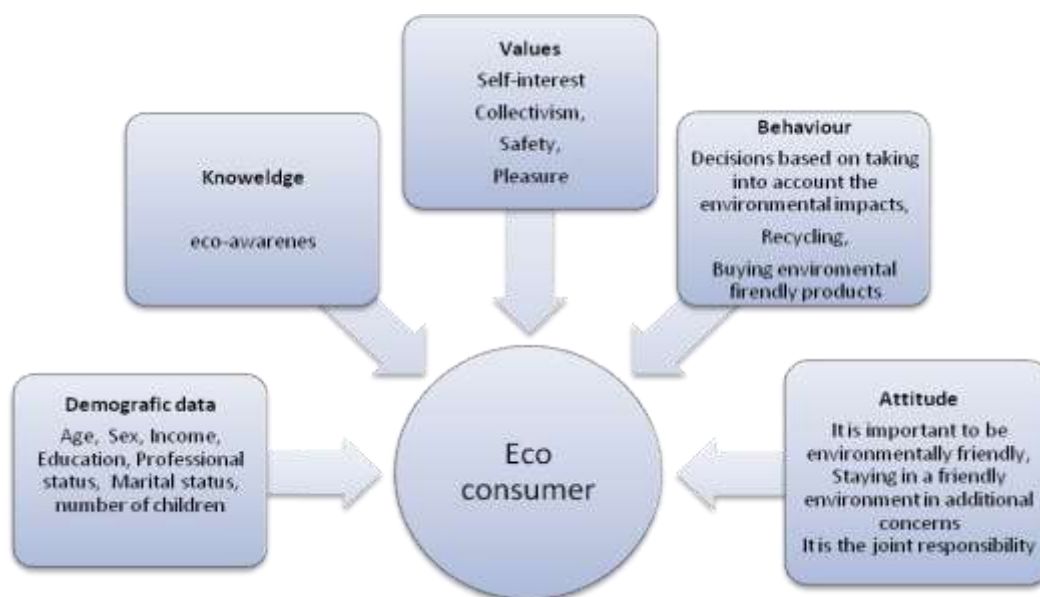 Values
Self-interest
Collectivism,
Safety,
Pleasure
Knoweldge
eco-awarenes
Behaviour
Decisions based on taking
into account the
environmental impacts,
Recycling,
Buying enviromental
firendly products
Demografic data
Age, Sex, Income,
Education, Professional
status, Marital status,
number of children
Eco
consumer
Attitude
It is important to be
environmentally friendly,
Staying in a friendly
environment in additional
concerns
It is the joint responsibility